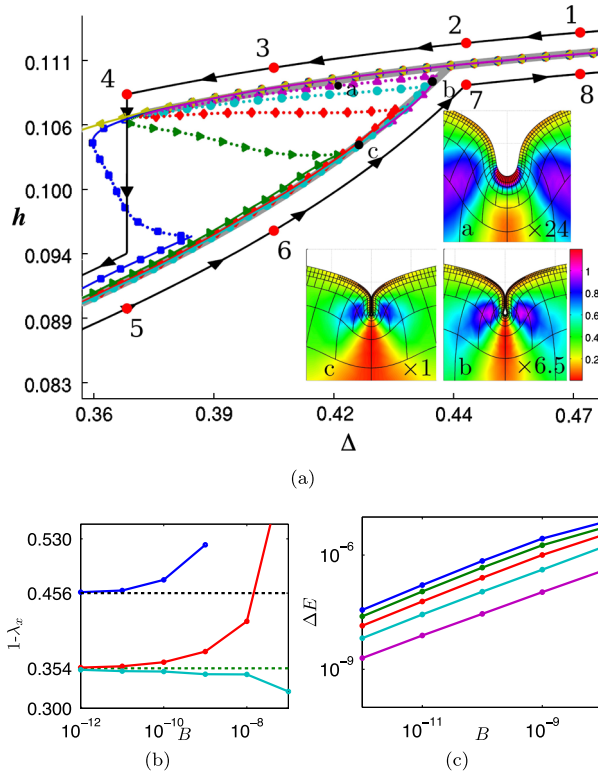 0.111
0.106
0.100
0.094
0.089
0.083
h
0.36
0.39
0.42
0.44
0.47
Δ
1
2
3
4
5
6
7
8
a
b
c
a
×24
c
×1
b
×6.5
1
0.8
0.6
0.4
0.2
(a)
0.530
0.456
0.354
0.300
1-λx
10⁻¹²
10⁻¹⁰
10⁻⁸
B
(b)
10⁻⁶
10⁻⁹
ΔE
10⁻¹¹
10⁻⁹
B
(c)